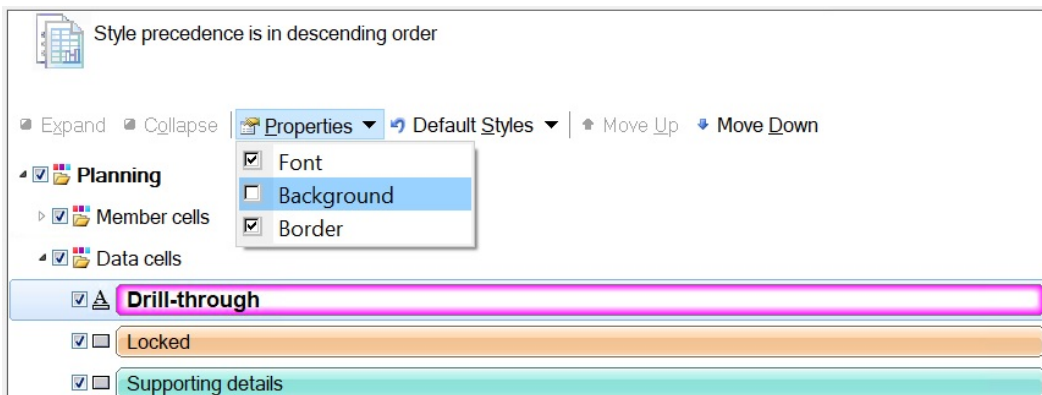 Style precedence is in descending order
Expand Collapse Properties Default Styles Move Up Move Down
Font
Planning
Background
Member cells
Border
Data cells
Drill-through
Locked
Supporting details